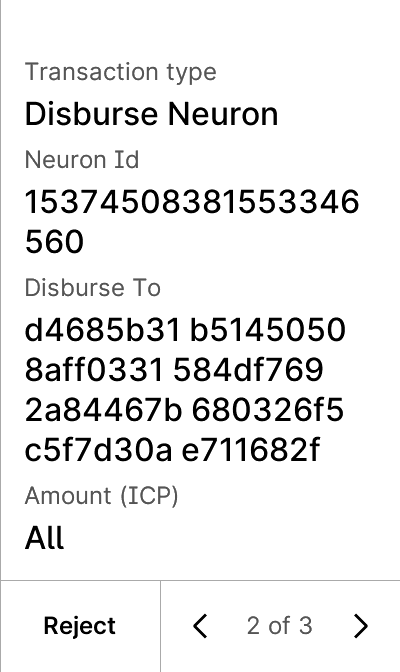 Transaction type
Disburse Neuron
Neuron Id
15374508381553346
560
Disburse To
d4685b31 b5145050
8aff0331 584df769
2a84467b 680326f5
c5f7d30a e711682f
Amount (ICP)
All
Reject
2 of 3